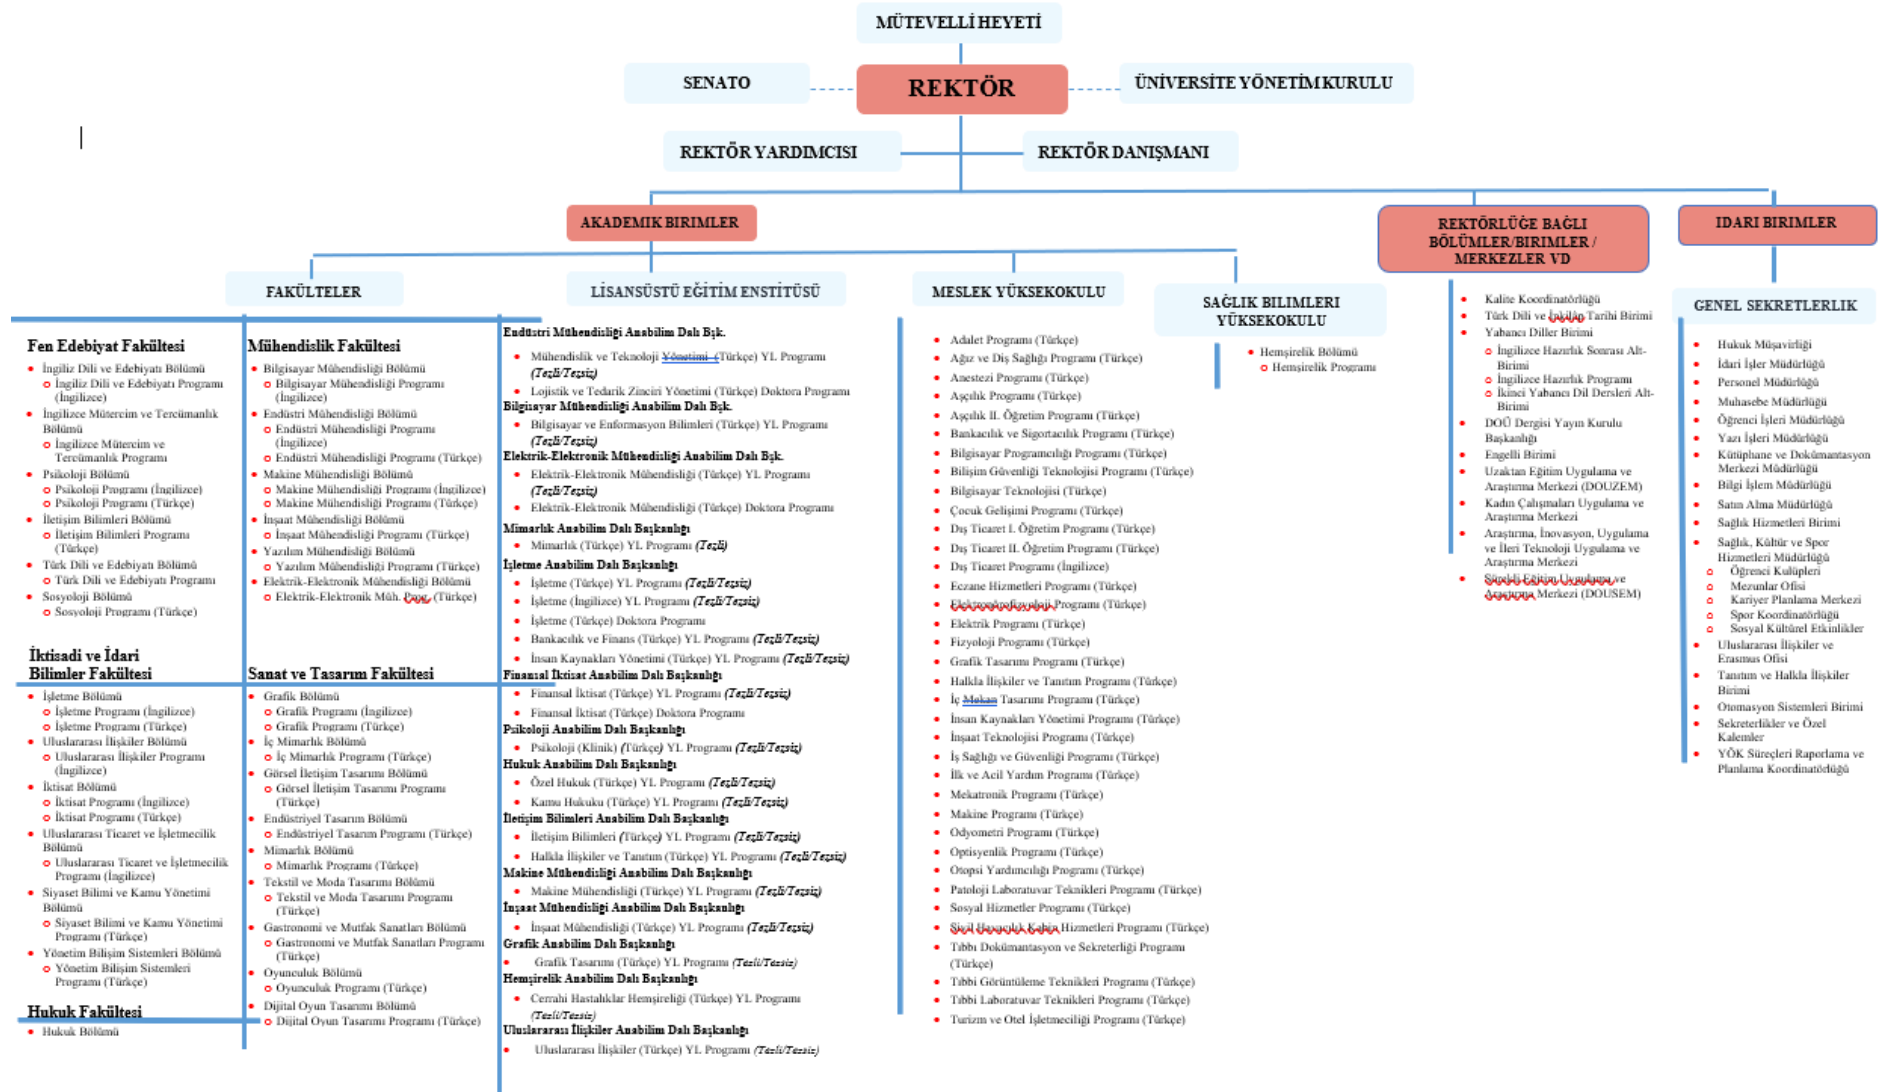 MÜTEVELLİ HEYETİ
SENATO
REKTÖR
ÜNİVERSİTE YÖNETİM KURULU
REKTÖR YARDIMCISI
REKTÖR DANIŞMANI
AKADEMIK BIRIMLER
REKTÖRLÜĞE BAĞLI
BÖLÜMLER/BIRIMLER /
MERKEZLER VD
IDARI BIRIMLER
FAKÜLTELER
Fen Edebiyat Fakültesi
İngiliz Dili ve Edebiyatı Bölümü
İngiliz Dili ve Edebiyatı Programı
(İngilizce)
İngilizce Mütercim ve Tercümanlık
Bölümü
İngilizce Mütercim ve
Tercümanlık Programı
Psikoloji Bölümü
Psikoloji Programı (İngilizce)
Psikoloji Programı (Türkçe)
İletişim Bilimleri Bölümü
İletişim Bilimleri Programı
(Türkçe)
Türk Dili ve Edebiyatı Bölümü
Türk Dili ve Edebiyatı Programı
Sosyoloji Bölümü
Sosyoloji Programı (Türkçe)
İktisadi ve İdari
Bilimler Fakültesi
İşletme Bölümü
İşletme Programı (İngilizce)
İşletme Programı (Türkçe)
Uluslararası İlişkiler Bölümü
Uluslararası İlişkiler Programı
(İngilizce)
İktisat Bölümü
İktisat Programı (İngilizce)
İktisat Programı (Türkçe)
Uluslararası Ticaret ve İşletmecilik
Bölümü
Uluslararası Ticaret ve İşletmecilik
Programı (İngilizce)
Siyaset Bilimi ve Kamu Yönetimi
Bölümü
Siyaset Bilimi ve Kamu Yönetimi
Programı (Türkçe)
Yönetim Bilişim Sistemleri Bölümü
Yönetim Bilişim Sistemleri
Programı (Türkçe)
Hukuk Fakültesi
Hukuk Bölümü
Mühendislik Fakültesi
Bilgisayar Mühendisliği Bölümü
Bilgisayar Mühendisliği Programı
(İngilizce)
Endüstri Mühendisliği Bölümü
Endüstri Mühendisliği Programı
(İngilizce)
Endüstri Mühendisliği Programı (Türkçe)
Makine Mühendisliği Bölümü
Makine Mühendisliği Programı (İngilizce)
Makine Mühendisliği Programı (Türkçe)
İnşaat Mühendisliği Bölümü
İnşaat Mühendisliği Programı (Türkçe)
Yazılım Mühendisliği Bölümü
Yazılım Mühendisliği Programı (Türkçe)
Elektrik-Elektronik Mühendisliği Bölümü
Elektrik-Elektronik Müh. Prog. (Türkçe)
Sanat ve Tasarım Fakültesi
Grafik Bölümü
Grafik Programı (İngilizce)
Grafik Programı (Türkçe)
İç Mimarlık Bölümü
İç Mimarlık Programı (Türkçe)
Görsel İletişim Tasarımı Bölümü
Görsel İletişim Tasarımı Programı
(Türkçe)
Endüstriyel Tasarım Bölümü
Endüstriyel Tasarım Programı (Türkçe)
Mimarlık Bölümü
Mimarlık Programı (Türkçe)
Tekstil ve Moda Tasarımı Bölümü
Tekstil ve Moda Tasarımı Programı
(Türkçe)
Gastronomi ve Mutfak Sanatları Bölümü
Gastronomi ve Mutfak Sanatları Programı
(Türkçe)
Oyunculuk Bölümü
Oyunculuk Programı (Türkçe)
Dijital Oyun Tasarımı Bölümü
Dijital Oyun Tasarımı Programı (Türkçe)
LİSANSÜSTÜ EĞİTİM ENSTİTÜSÜ
Endüstri Mühendisliği Anabilim Dalı Bşk.
Mühendislik ve Teknoloji Yönetimi (Türkçe) YL Programı
(Tezli/Tezsiz)
Lojistik ve Tedarik Zinciri Yönetimi (Türkçe) Doktora Programı
Bilgisayar Mühendisliği Anabilim Dalı Bşk.
Bilgisayar ve Enformasyon Bilimleri (Türkçe) YL Programı
(Tezli/Tezsiz)
Elektrik-Elektronik Mühendisliği Anabilim Dalı Bşk.
Elektrik-Elektronik Mühendisliği (Türkçe) YL Programı
(Tezli/Tezsiz)
Elektrik-Elektronik Mühendisliği (Türkçe) Doktora Programı
Mimarlık Anabilim Dalı Başkanlığı
Mimarlık (Türkçe) YL Programı (Tezli)
İşletme Anabilim Dalı Başkanlığı
İşletme (Türkçe) YL Programı (Tezli/Tezsiz)
İşletme (İngilizce) YL Programı (Tezli/Tezsiz)
İşletme (Türkçe) Doktora Programı
Bankacılık ve Finans (Türkçe) YL Programı (Tezli/Tezsiz)
İnsan Kaynakları Yönetimi (Türkçe) YL Programı (Tezli/Tezsiz)
Finansal İktisat Anabilim Dalı Başkanlığı
Finansal İktisat (Türkçe) YL Programı (Tezli/Tezsiz)
Finansal İktisat (Türkçe) Doktora Programı
Psikoloji Anabilim Dalı Başkanlığı
Psikoloji (Klinik) (Türkçe) YL Programı (Tezli/Tezsiz)
Hukuk Anabilim Dalı Başkanlığı
Özel Hukuk (Türkçe) YL Programı (Tezli/Tezsiz)
Kamu Hukuku (Türkçe) YL Programı (Tezli/Tezsiz)
İletişim Bilimleri Anabilim Dalı Başkanlığı
İletişim Bilimleri (Türkçe) YL Programı (Tezli/Tezsiz)
Halkla İlişkiler ve Tanıtım (Türkçe) YL Programı (Tezli/Tezsiz)
Makine Mühendisliği Anabilim Dalı Başkanlığı
Makine Mühendisliği (Türkçe) YL Programı (Tezli/Tezsiz)
İnşaat Mühendisliği Anabilim Dalı Başkanlığı
İnşaat Mühendisliği (Türkçe) YL Programı (Tezli/Tezsiz)
Grafik Anabilim Dalı Başkanlığı
Grafik Tasarımı (Türkçe) YL Programı (Tezli/Tezsiz)
Hemşirelik Anabilim Dalı Başkanlığı
Cerrahi Hastalıklar Hemşireliği (Türkçe) YL Programı
(Tezli/Tezsiz)
Uluslararası İlişkiler Anabilim Dalı Başkanlığı
Uluslararası İlişkiler (Türkçe) YL Programı (Tezli/Tezsiz)
MESLEK YÜKSEKOKULU
Adalet Programı (Türkçe)
Ağız ve Diş Sağlığı Programı (Türkçe)
Anestezi Programı (Türkçe)
Aşçılık Programı (Türkçe)
Aşçılık II. Öğretim Programı (Türkçe)
Bankacılık ve Sigortacılık Programı (Türkçe)
Bilgisayar Programcılığı Programı (Türkçe)
Bilişim Güvenliği Teknolojisi Programı (Türkçe)
Bilgisayar Teknolojisi (Türkçe)
Çocuk Gelişimi Programı (Türkçe)
Dış Ticaret I. Öğretim Programı (Türkçe)
Dış Ticaret II. Öğretim Programı (Türkçe)
Dış Ticaret Programı (İngilizce)
Eczane Hizmetleri Programı (Türkçe)
Elektronörofizyoloji Programı (Türkçe)
Elektrik Programı (Türkçe)
Fizyoloji Programı (Türkçe)
Grafik Tasarımı Programı (Türkçe)
Halkla İlişkiler ve Tanıtım Programı (Türkçe)
İç Mekan Tasarımı Programı (Türkçe)
İnsan Kaynakları Yönetimi Programı (Türkçe)
İnşaat Teknolojisi Programı (Türkçe)
İş Sağlığı ve Güvenliği Programı (Türkçe)
İlk ve Acil Yardım Programı (Türkçe)
Mekatronik Programı (Türkçe)
Makine Programı (Türkçe)
Odyometri Programı (Türkçe)
Optisyenlik Programı (Türkçe)
Otopsi Yardımcılığı Programı (Türkçe)
Patoloji Laboratuvar Teknikleri Programı (Türkçe)
Sosyal Hizmetler Programı (Türkçe)
Sivil Havacılık Kabin Hizmetleri Programı (Türkçe)
Tıbbı Dokümantasyon ve Sekreterliği Programı
(Türkçe)
Tıbbi Görüntüleme Teknikleri Programı (Türkçe)
Tıbbi Laboratuvar Teknikleri Programı (Türkçe)
Turizm ve Otel İşletmeciliği Programı (Türkçe)
SAĞLIK BILIMLERI
YÜKSEKOKULU
Hemşirelik Bölümü
Hemşirelik Programı
Kalite Koordinatörlüğü
Türk Dili ve İnkılâp Tarihi Birimi
Yabancı Diller Birimi
İngilizce Hazırlık Sonrası Alt-
Birimi
İngilizce Hazırlık Programı
İkinci Yabancı Dil Dersleri Alt-
Birimi
DOÜ Dergisi Yayın Kurulu
Başkanlığı
Engelli Birimi
Uzaktan Eğitim Uygulama ve
Araştırma Merkezi (DOUZEM)
Kadın Çalışmaları Uygulama ve
Araştırma Merkezi
Araştırma, İnovasyon, Uygulama
ve İleri Teknoloji Uygulama ve
Araştırma Merkezi
Sürekli Eğitim Uygulama ve
Araştırma Merkezi (DOUSEM)
GENEL SEKRETLERLIK
Hukuk Müşavirliği
İdari İşler Müdürlüğü
Personel Müdürlüğü
Muhasebe Müdürlüğü
Öğrenci İşleri Müdürlüğü
Yazı İşleri Müdürlüğü
Kütüphane ve Dokümantasyon
Merkezi Müdürlüğü
Bilgi İşlem Müdürlüğü
Satın Alma Müdürlüğü
Sağlık Hizmetleri Birimi
Sağlık, Kültür ve Spor
Hizmetleri Müdürlüğü
Öğrenci Kulüpleri
Mezunlar Ofisi
Kariyer Planlama Merkezi
Spor Koordinatörlüğü
Sosyal Kültürel Etkinlikler
Uluslararası İlişkiler ve
Erasmus Ofisi
Tanıtım ve Halkla İlişkiler
Birimi
Otomasyon Sistemleri Birimi
Sekreterlikler ve Özel
Kalemler
YÖK Süreçleri Raporlama ve
Planlama Koordinatörlüğü